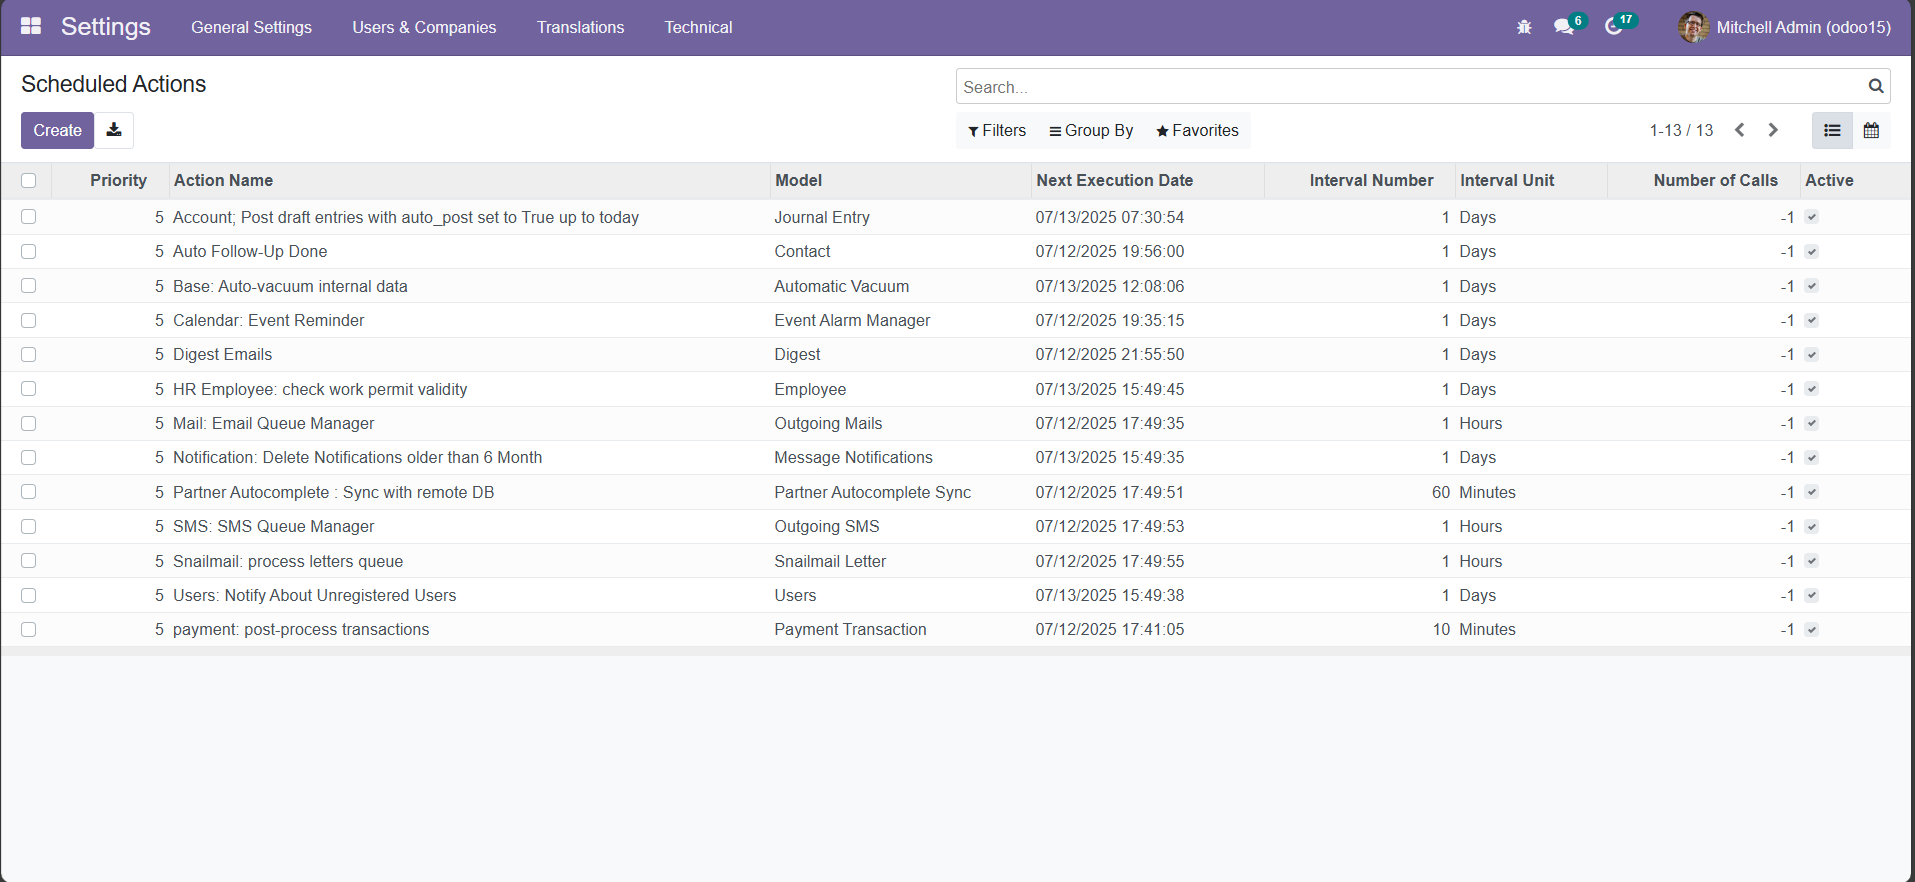 Settings General Settings Users & Companies Translations Technical 6 17 Mitchell Admin (odoo15)
Scheduled Actions
Search...
Create Filters Group By Favorites 1-13 / 13
Priority Action Name Model Next Execution Date Interval Number Interval Unit Number of Calls Active
5 Account; Post draft entries with auto_post set to True up to today Journal Entry 07/13/2025 07:30:54 1 Days -1
5 Auto Follow-Up Done Contact 07/12/2025 19:56:00 1 Days -1
5 Base: Auto-vacuum internal data Automatic Vacuum 07/13/2025 12:08:06 1 Days -1
5 Calendar: Event Reminder Event Alarm Manager 07/12/2025 19:35:15 1 Days -1
5 Digest Emails Digest 07/12/2025 21:55:50 1 Days -1
5 HR Employee: check work permit validity Employee 07/13/2025 15:49:45 1 Days -1
5 Mail: Email Queue Manager Outgoing Mails 07/12/2025 17:49:35 1 Hours -1
5 Notification: Delete Notifications older than 6 Month Message Notifications 07/13/2025 15:49:35 1 Days -1
5 Partner Autocomplete : Sync with remote DB Partner Autocomplete Sync 07/12/2025 17:49:51 60 Minutes -1
5 SMS: SMS Queue Manager Outgoing SMS 07/12/2025 17:49:53 1 Hours -1
5 Snailmail: process letters queue Snailmail Letter 07/12/2025 17:49:55 1 Hours -1
5 Users: Notify About Unregistered Users Users 07/13/2025 15:49:38 1 Days -1
5 payment: post-process transactions Payment Transaction 07/12/2025 17:41:05 10 Minutes -1